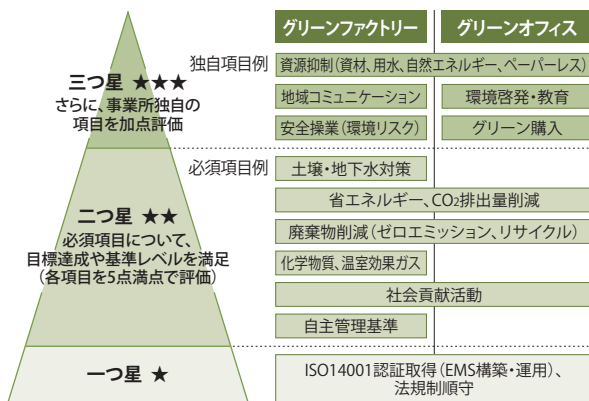 グリーンファクトリー
グリーンオフィス
三つ星 ★★★
さらに、事業所独自の
項目を加点評価
独自項目例
資源抑制(資材、用水、自然エネルギー、ペーパーレス)
地域コミュニケーション
環境啓発・教育
安全操業(環境リスク)
グリーン購入
二つ星 ★★
必須項目について、
目標達成や基準レベルを満足
(各項目を5点満点で評価)
必須項目例
土壌・地下水対策
省エネルギー、CO2排出量削減
廃棄物削減(ゼロエミッション、リサイクル)
化学物質、温室効果ガス
社会貢献活動
自主管理基準
一つ星 ★
ISO14001認証取得(EMS構築・運用)、
法規制順守